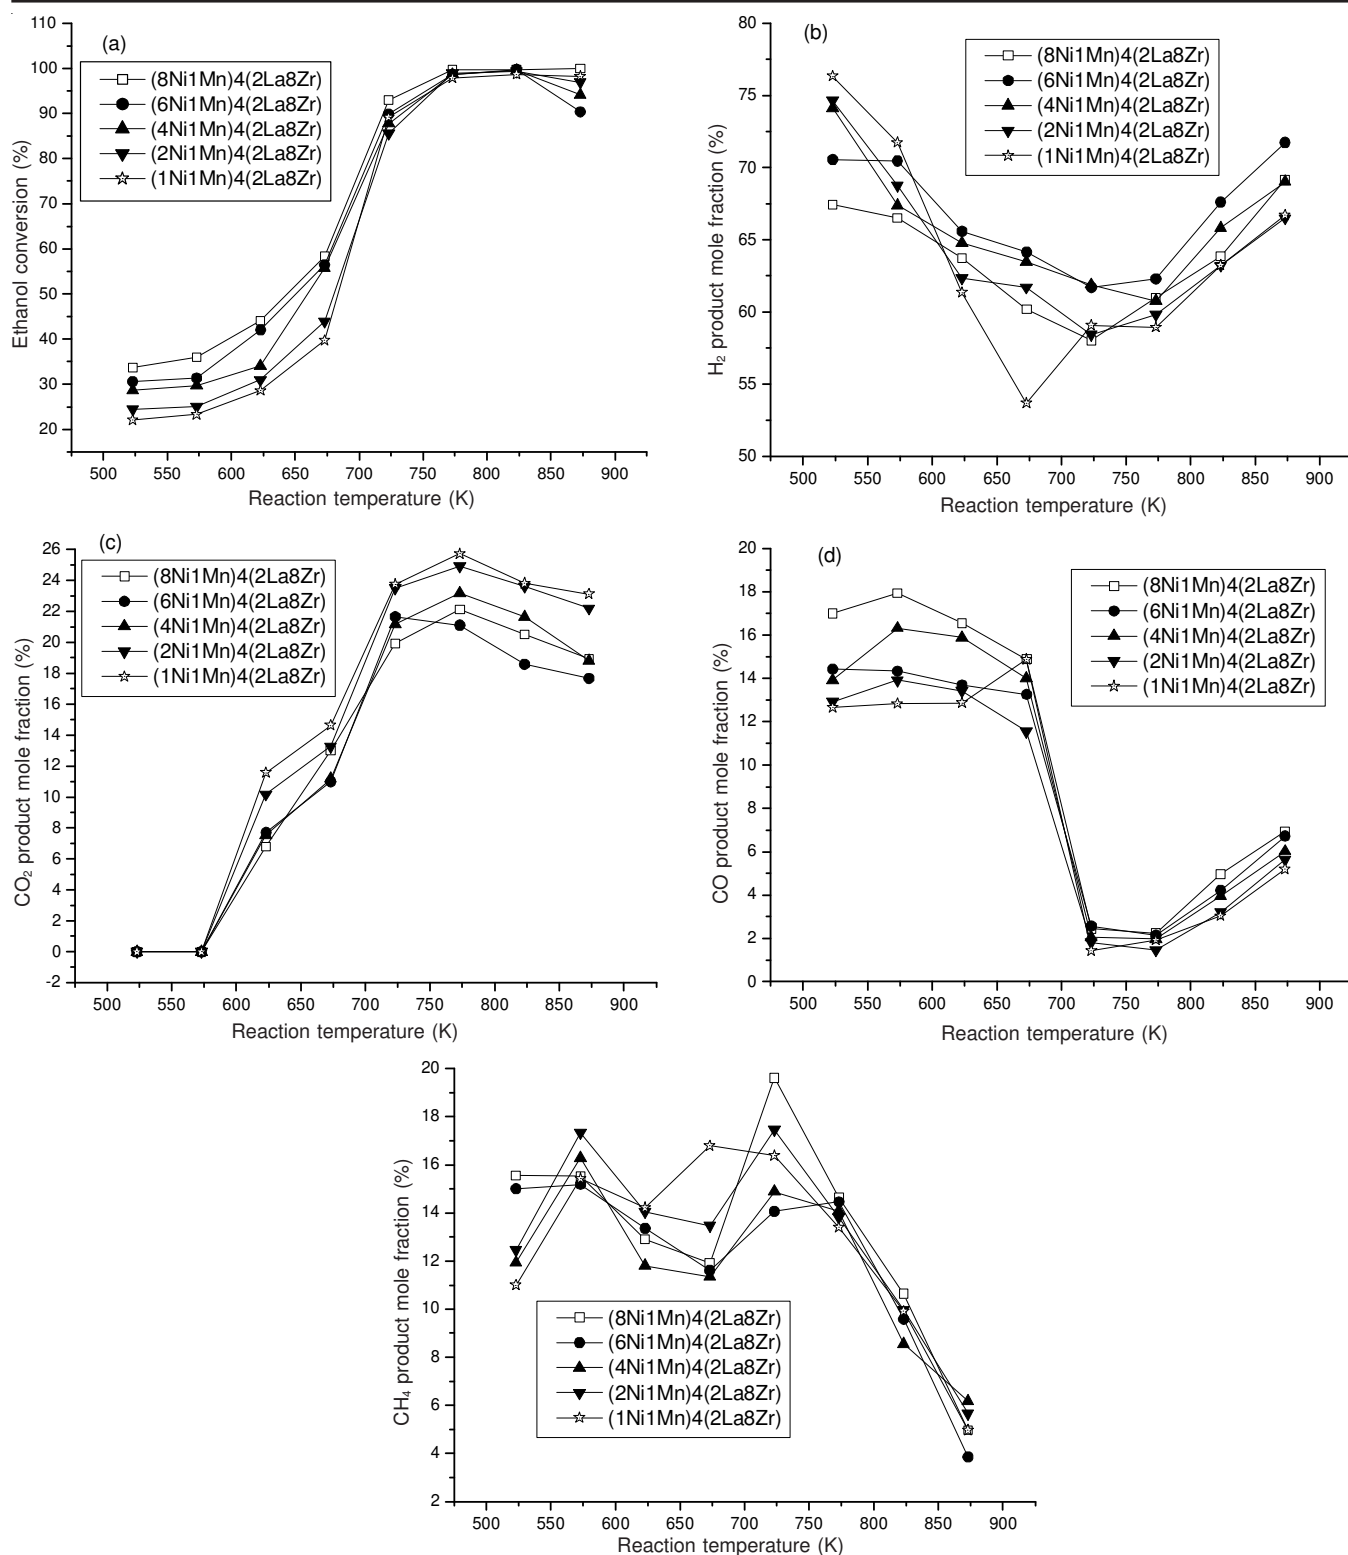 (a)
110
100
90
80
70
60
50
40
30
20
Ethanol conversion (%)
(8Ni1Mn)4(2La8Zr)
(6Ni1Mn)4(2La8Zr)
(4Ni1Mn)4(2La8Zr)
(2Ni1Mn)4(2La8Zr)
(1Ni1Mn)4(2La8Zr)
500 550 600 650 700 750 800 850 900
Reaction temperature (K)
(b)
80
75
70
65
60
55
50
H₂ product mole fraction (%)
(8Ni1Mn)4(2La8Zr)
(6Ni1Mn)4(2La8Zr)
(4Ni1Mn)4(2La8Zr)
(2Ni1Mn)4(2La8Zr)
(1Ni1Mn)4(2La8Zr)
500 550 600 650 700 750 800 850 900
Reaction temperature (K)
(c)
26
24
22
20
18
16
14
12
10
8
6
4
2
0
-2
CO₂ product mole fraction (%)
(8Ni1Mn)4(2La8Zr)
(6Ni1Mn)4(2La8Zr)
(4Ni1Mn)4(2La8Zr)
(2Ni1Mn)4(2La8Zr)
(1Ni1Mn)4(2La8Zr)
500 550 600 650 700 750 800 850 900
Reaction temperature (K)
(d)
20
18
16
14
12
10
8
6
4
2
0
CO product mole fraction (%)
(8Ni1Mn)4(2La8Zr)
(6Ni1Mn)4(2La8Zr)
(4Ni1Mn)4(2La8Zr)
(2Ni1Mn)4(2La8Zr)
(1Ni1Mn)4(2La8Zr)
500 550 600 650 700 750 800 850 900
Reaction temperature (K)
20
18
16
14
12
10
8
6
4
2
CH₄ product mole fraction (%)
(8Ni1Mn)4(2La8Zr)
(6Ni1Mn)4(2La8Zr)
(4Ni1Mn)4(2La8Zr)
(2Ni1Mn)4(2La8Zr)
(1Ni1Mn)4(2La8Zr)
500 550 600 650 700 750 800 850 900
Reaction temperature (K)